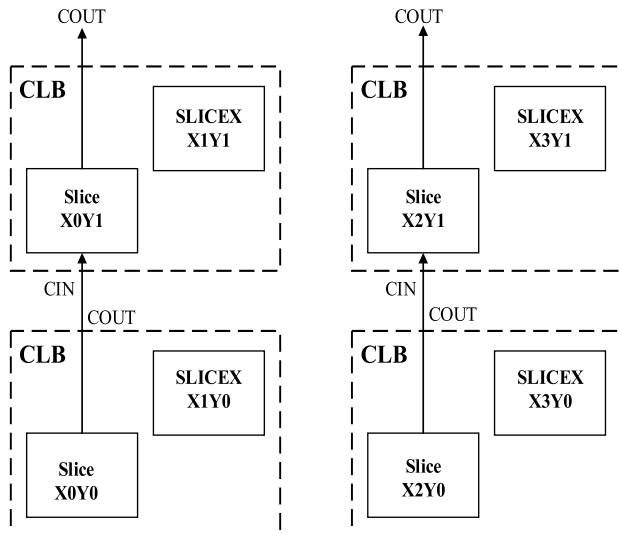 COUT
COUT
CLB
SLICEX
X1Y1
Slice
X0Y1
CLB
SLICEX
X3Y1
Slice
X2Y1
CIN
COUT
CIN
COUT
CLB
SLICEX
X1Y0
Slice
X0Y0
CLB
SLICEX
X3Y0
Slice
X2Y0